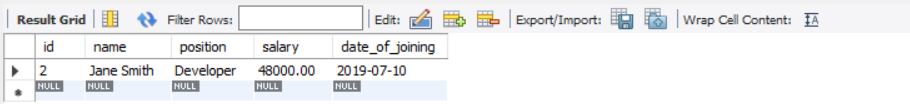 Result Grid Filter Rows: Edit: Export/Import: Wrap Cell Content: IA
id name position salary date_of_joining
2 Jane Smith Developer 48000.00 2019-07-10
NULL NULL NULL NULL NULL